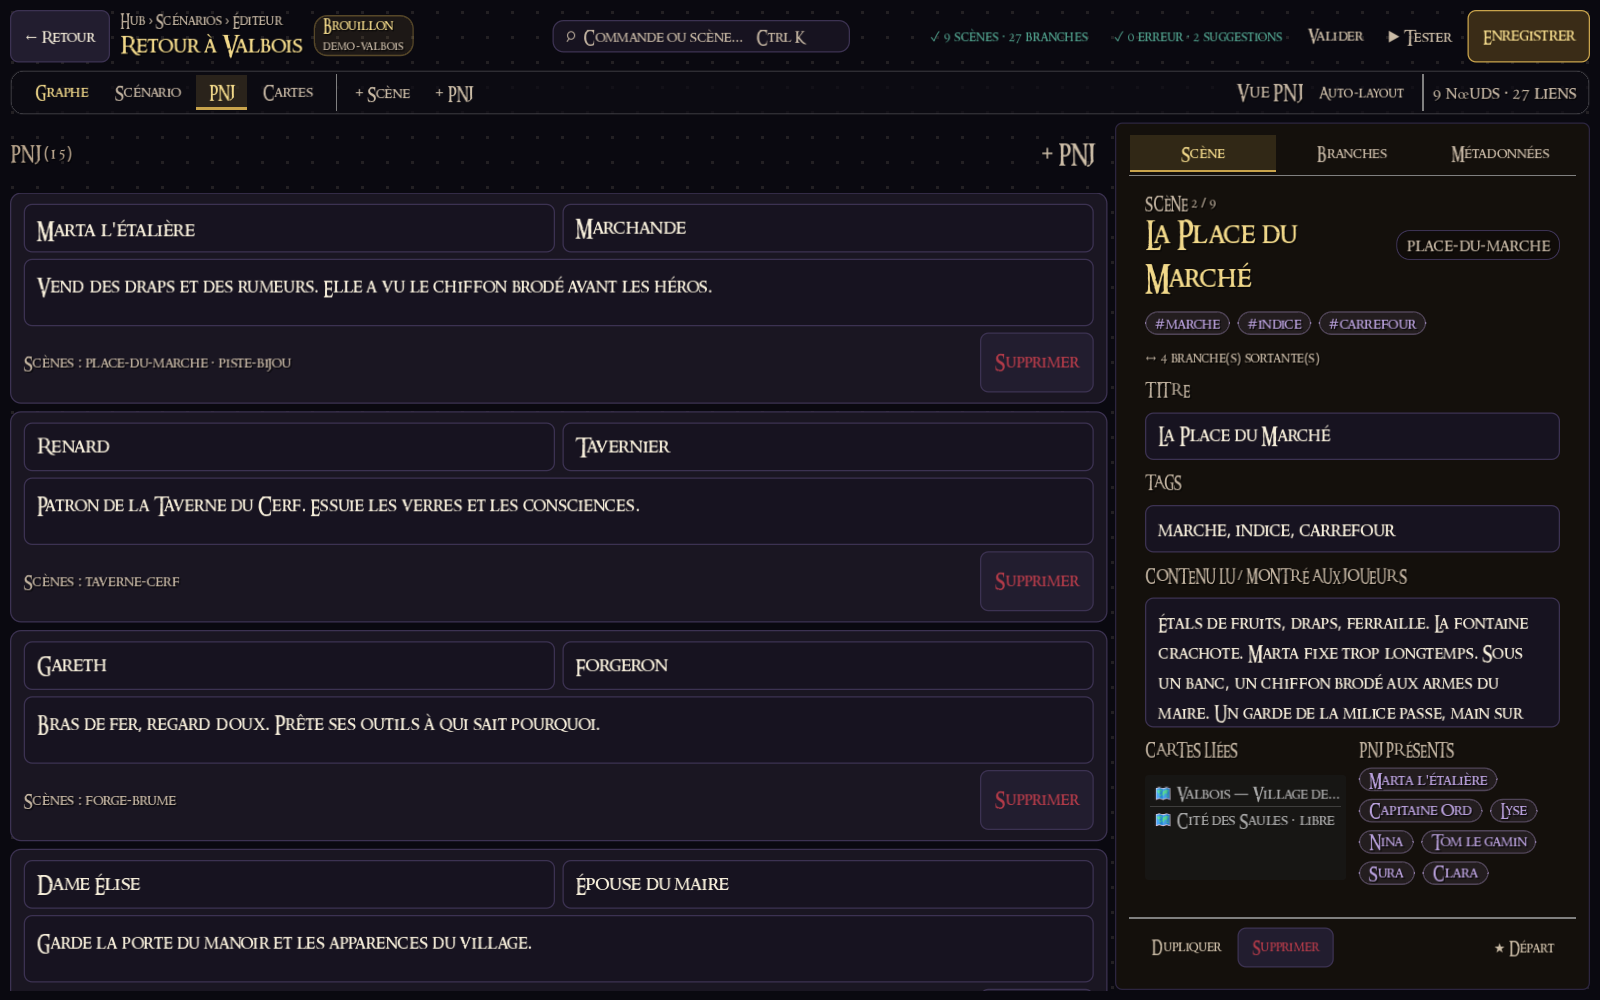 ← Retour
Hub › Scénarios › Éditeur
Retour à Valbois
Brouillon
demo-valbois
Commande ou scène... Ctrl K
✓ 9 scènes · 27 branches
✓ 0 erreur · 2 suggestions
Valider
▶ Tester
Enregistrer
Graphe
Scénario
PNJ
Cartes
+ Scène
+ PNJ
Vue PNJ
Auto-layout
9 Nœuds · 27 liens
PNJ (15)
+ PNJ
Marta l'étalière
Marchande
Vend des draps et des rumeurs. Elle a vu le chiffon brodé avant les héros.
Scènes : place-du-marche · piste-bijou
Supprimer
Renard
Tavernier
Patron de la Taverne du Cerf. Essuie les verres et les consciences.
Scènes : taverne-cerf
Supprimer
Gareth
Forgeron
Bras de fer, regard doux. Prête ses outils à qui sait pourquoi.
Scènes : forge-brume
Supprimer
Dame Élise
Épouse du maire
Garde la porte du manoir et les apparences du village.
Scène
Branches
Métadonnées
Scène 2 / 9
La Place du
Marché
place-du-marche
#marche
#indice
#carrefour
↔ 4 branche(s) sortante(s)
Titre
La Place du Marché
Tags
marche, indice, carrefour
Contenu lu / montré aux joueurs
Étals de fruits, draps, ferraille. La fontaine
crachote. Marta fixe trop longtemps. Sous
un banc, un chiffon brodé aux armes du
maire. Un garde de la milice passe, main sur
Cartes liées
Valbois — Village de...
Cité des Saules · libre
PNJ présents
Marta l'étalière
Capitaine Ord
Lyse
Nina
Tom le gamin
Sura
Clara
Dupliquer
Supprimer
★ Départ